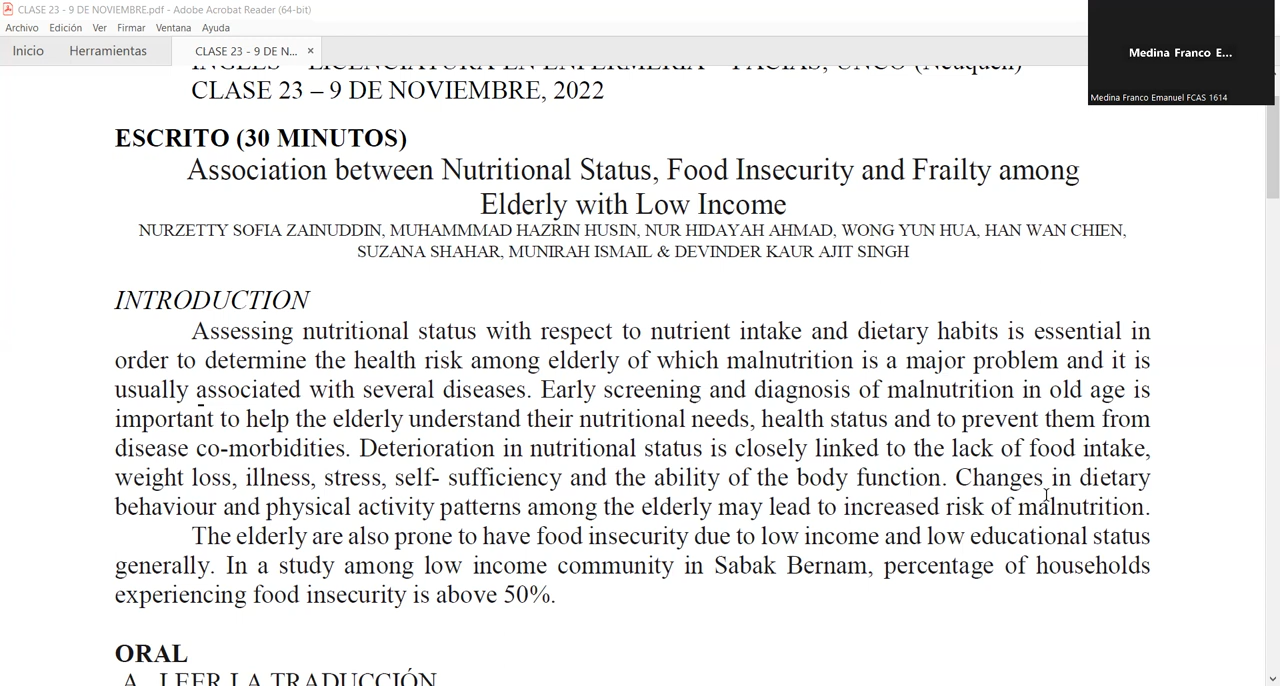 CLASE 23 - 9 DE NOVIEMBRE.pdf - Adobe Acrobat Reader (64-bit)
Archivo Edición Ver Firmar Ventana Ayuda
Inicio Herramientas CLASE 23 - 9 DE N... ×
Medina Franco E...
Medina Franco Emanuel FCAS 1614
INGLÉS – LICENCIATURA EN ENFERMERÍA – FACIAS, UNCO (Neuquén)
CLASE 23 – 9 DE NOVIEMBRE, 2022
ESCRITO (30 MINUTOS)
Association between Nutritional Status, Food Insecurity and Frailty among
Elderly with Low Income
NURZETTY SOFIA ZAINUDDIN, MUHAMMMAD HAZRIN HUSIN, NUR HIDAYAH AHMAD, WONG YUN HUA, HAN WAN CHIEN,
SUZANA SHAHAR, MUNIRAH ISMAIL & DEVINDER KAUR AJIT SINGH
INTRODUCTION
Assessing nutritional status with respect to nutrient intake and dietary habits is essential in
order to determine the health risk among elderly of which malnutrition is a major problem and it is
usually associated with several diseases. Early screening and diagnosis of malnutrition in old age is
important to help the elderly understand their nutritional needs, health status and to prevent them from
disease co-morbidities. Deterioration in nutritional status is closely linked to the lack of food intake,
weight loss, illness, stress, self- sufficiency and the ability of the body function. Changes in dietary
behaviour and physical activity patterns among the elderly may lead to increased risk of malnutrition.
The elderly are also prone to have food insecurity due to low income and low educational status
generally. In a study among low income community in Sabak Bernam, percentage of households
experiencing food insecurity is above 50%.
ORAL
A. LEER LA TRADUCCIÓN